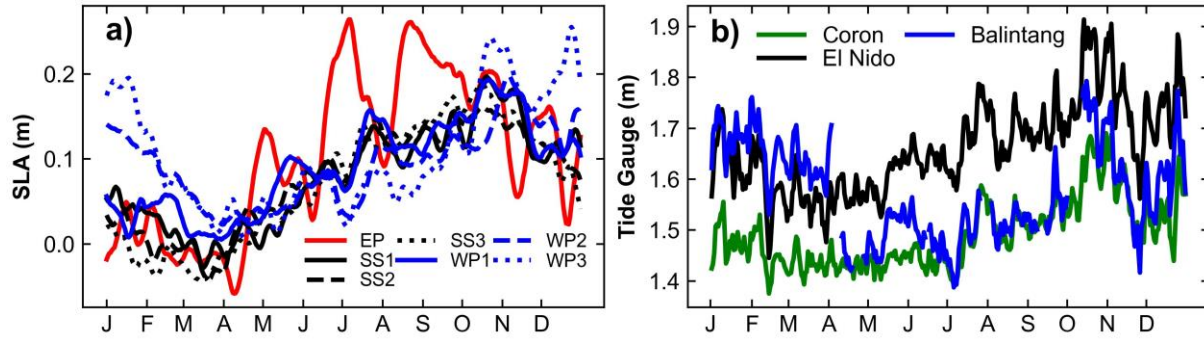 a)
SLA (m)
0.2
0.1
0.0
EP
SS1
SS2
SS3
WP1
WP2
WP3
J F M A M J J A S O N D
b)
Tide Gauge (m)
Coron
El Nido
Balintang
1.9
1.8
1.7
1.6
1.5
1.4
J F M A M J J A S O N D